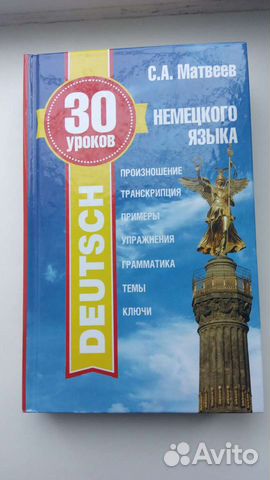 С.А. Матвеев
30
уроков
НЕМЕЦКОГО
ЯЗЫКА
DEUTSCH
ПРОИЗНОШЕНИЕ
ТРАНСКРИПЦИЯ
ПРИМЕРЫ
УПРАЖНЕНИЯ
ГРАММАТИКА
ТЕМЫ
КЛЮЧИ
Avito